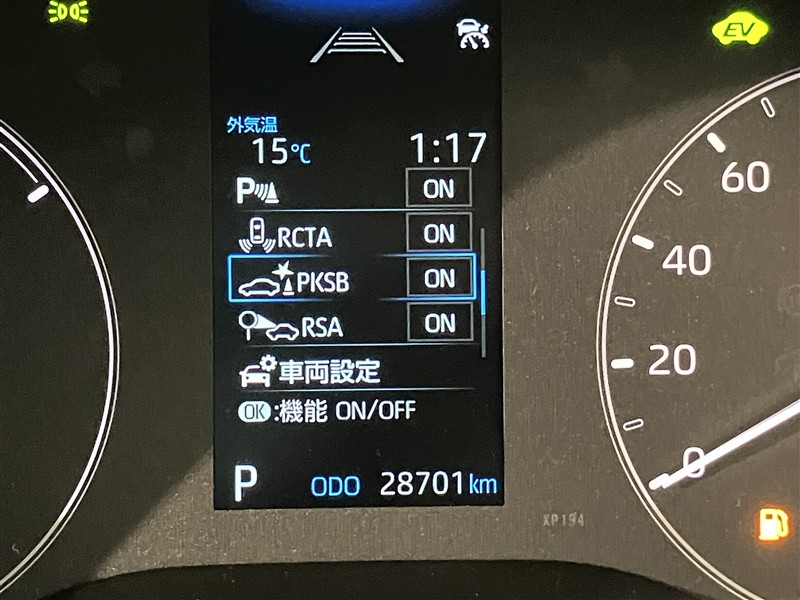 EV
外気温
15℃ 1:17
P ON
RCTA ON
PKSB ON
RSA ON
車両設定
OK:機能 ON/OFF
P ODO 28701km
60
40
20
0
XP194